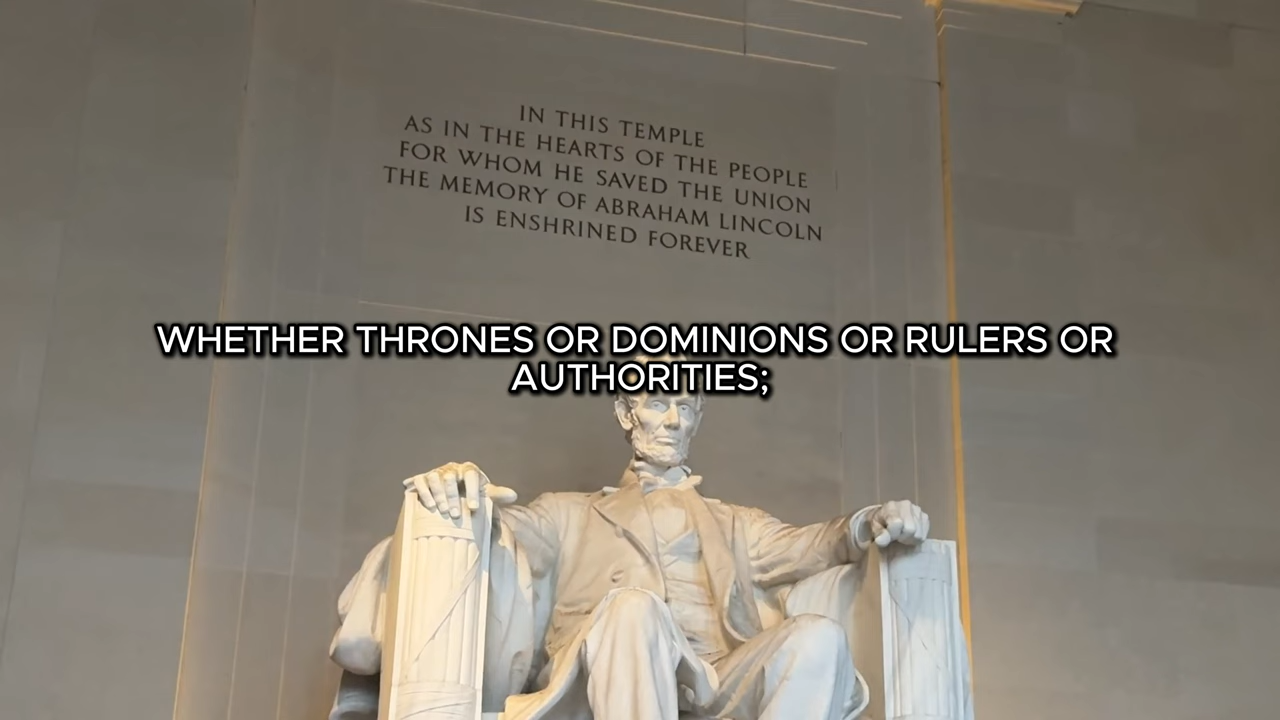 IN THIS TEMPLE
AS IN THE HEARTS OF THE PEOPLE
FOR WHOM HE SAVED THE UNION
THE MEMORY OF ABRAHAM LINCOLN
IS ENSHRINED FOREVER
WHETHER THRONES OR DOMINIONS OR RULERS OR
AUTHORITIES;